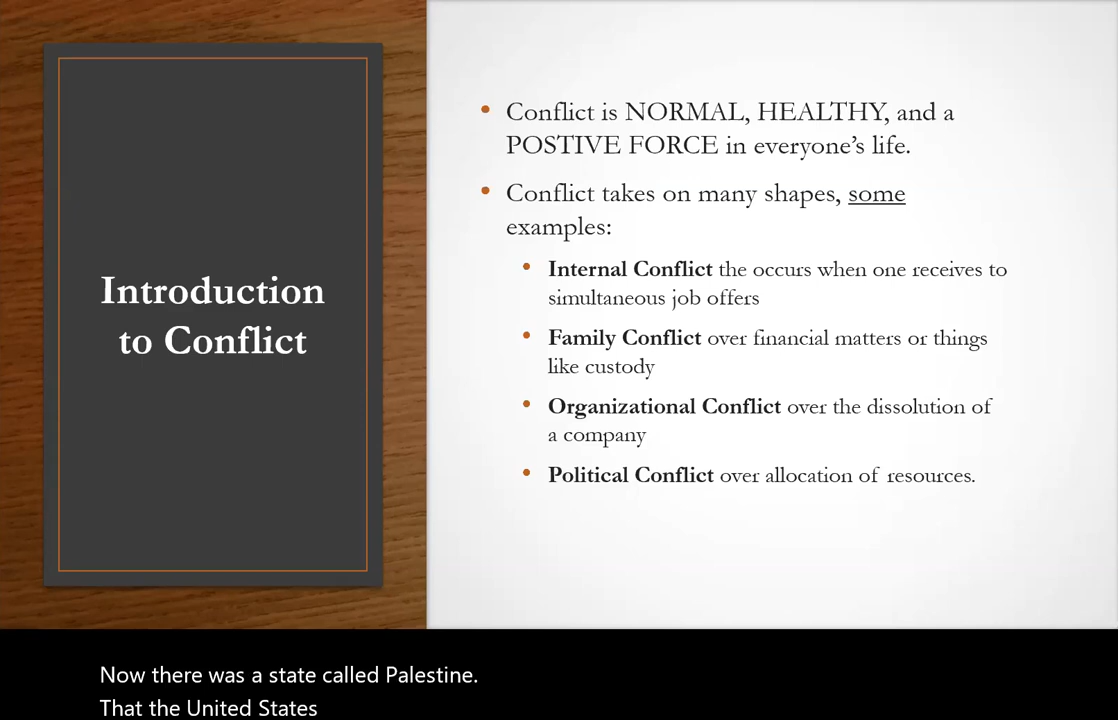 Introduction
to Conflict
• Conflict is NORMAL, HEALTHY, and a
POSTIVE FORCE in everyone’s life.
• Conflict takes on many shapes, some
examples:
• Internal Conflict the occurs when one receives to
simultaneous job offers
• Family Conflict over financial matters or things
like custody
• Organizational Conflict over the dissolution of
a company
• Political Conflict over allocation of resources.
Now there was a state called Palestine.
That the United States